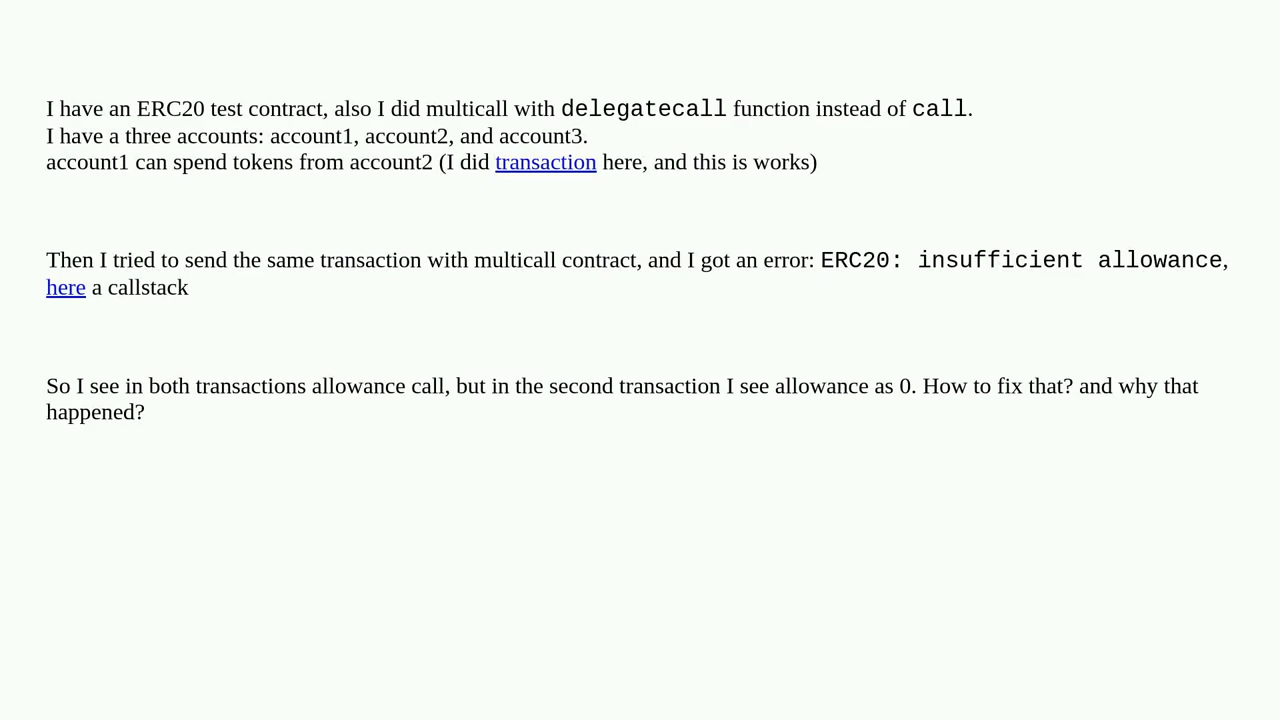 I have an ERC20 test contract, also I did multicall with delegatecall function instead of call.
I have a three accounts: account1, account2, and account3.
account1 can spend tokens from account2 (I did transaction here, and this is works)
Then I tried to send the same transaction with multicall contract, and I got an error: ERC20: insufficient allowance,
here a callstack
So I see in both transactions allowance call, but in the second transaction I see allowance as 0. How to fix that? and why that
happened?